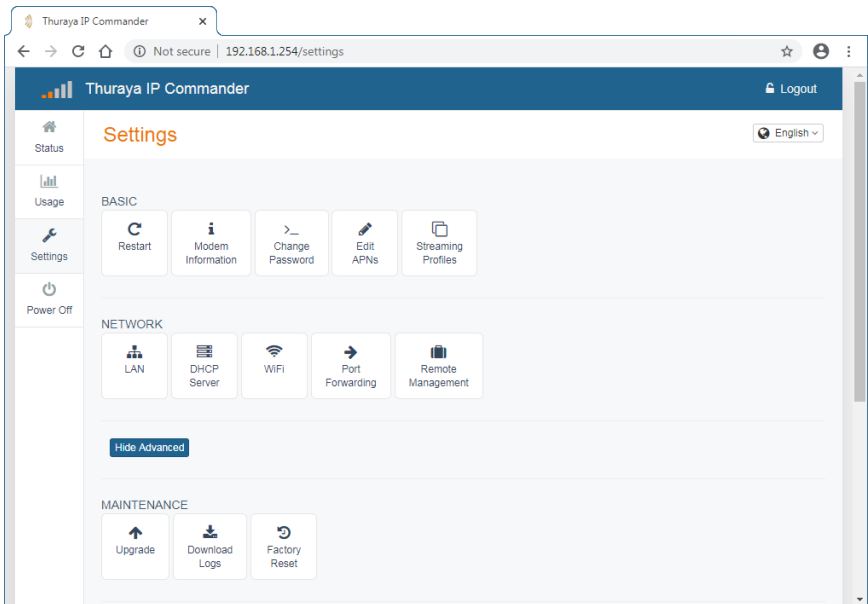 Thuraya IP Commander
Not secure | 192.168.1.254/settings
Thuraya IP Commander
Logout
Status
Usage
Settings
Power Off
Settings
English
BASIC
Restart
Modem
Information
Change
Password
Edit
APNs
Streaming
Profiles
NETWORK
LAN
DHCP
Server
WiFi
Port
Forwarding
Remote
Management
Hide Advanced
MAINTENANCE
Upgrade
Download
Logs
Factory
Reset